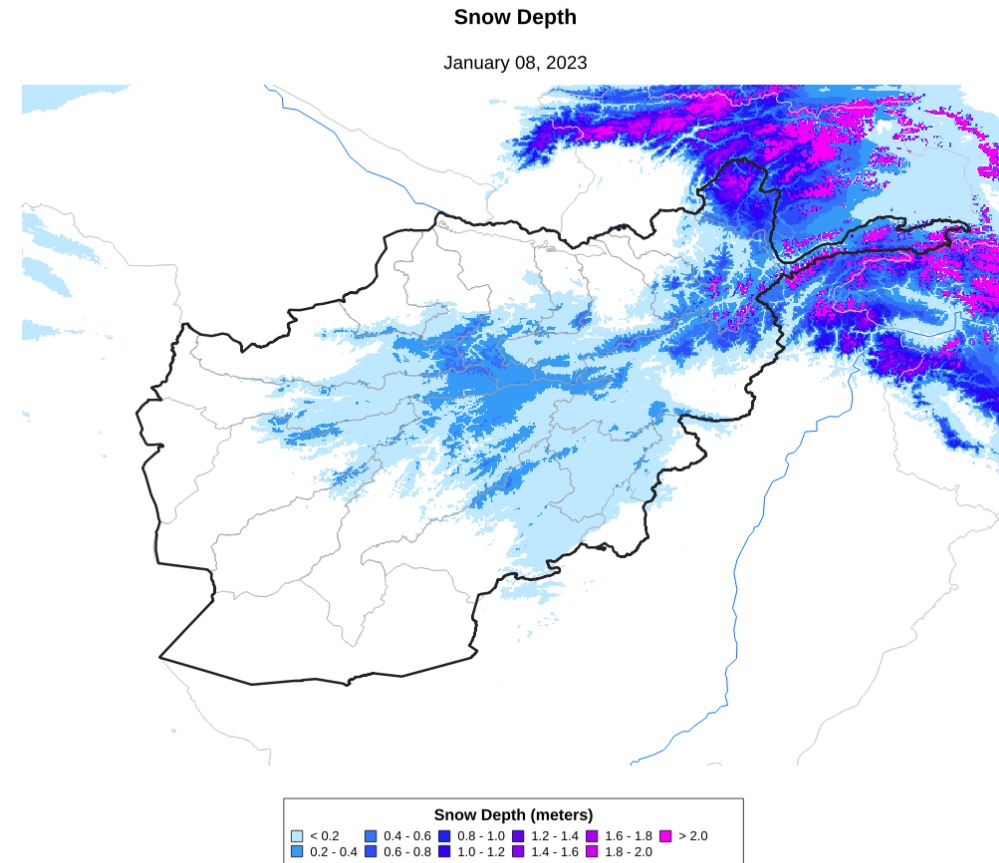 Snow Depth
January 08, 2023
Snow Depth (meters)
< 0.2 0.4 - 0.6 0.8 - 1.0 1.2 - 1.4 1.6 - 1.8 > 2.0
0.2 - 0.4 0.6 - 0.8 1.0 - 1.2 1.4 - 1.6 1.8 - 2.0